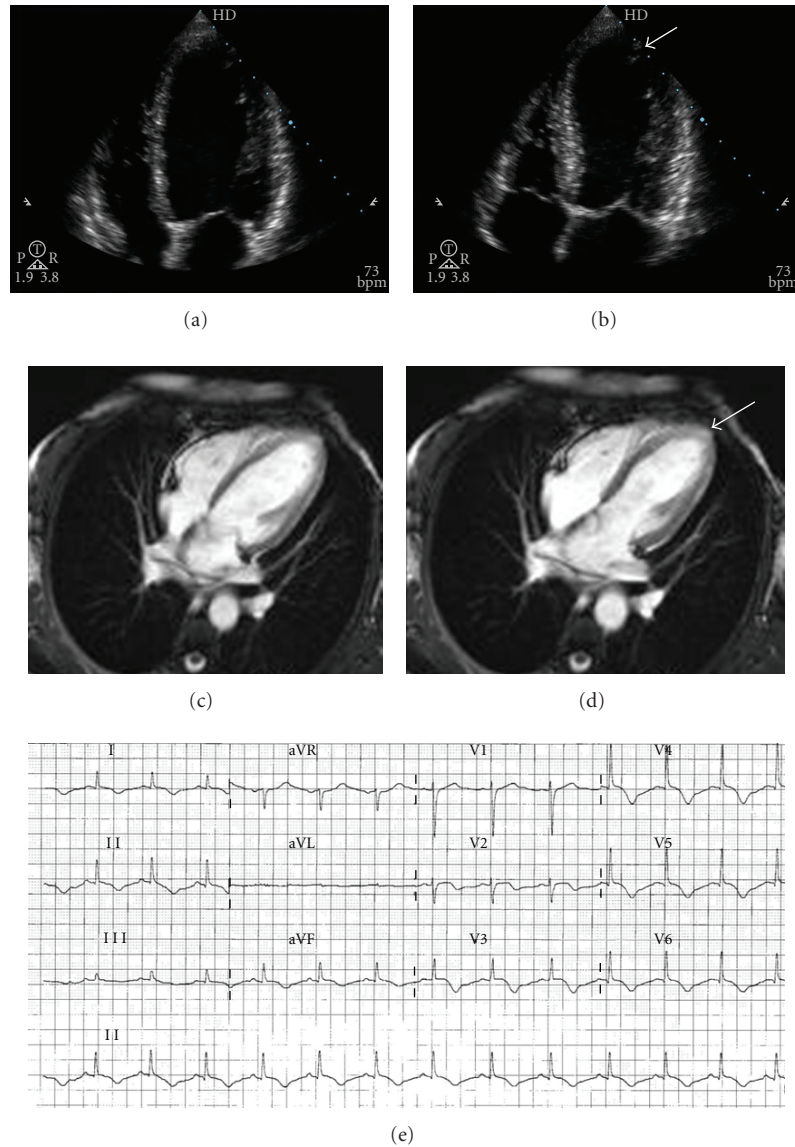 HD
P T R
1.9 3.8
73
bpm
(a)
HD
P T R
1.9 3.8
73
bpm
(b)
(c)
(d)
I aVR V1 V4
II aVL V2 V5
III aVF V3 V6
II
(e)